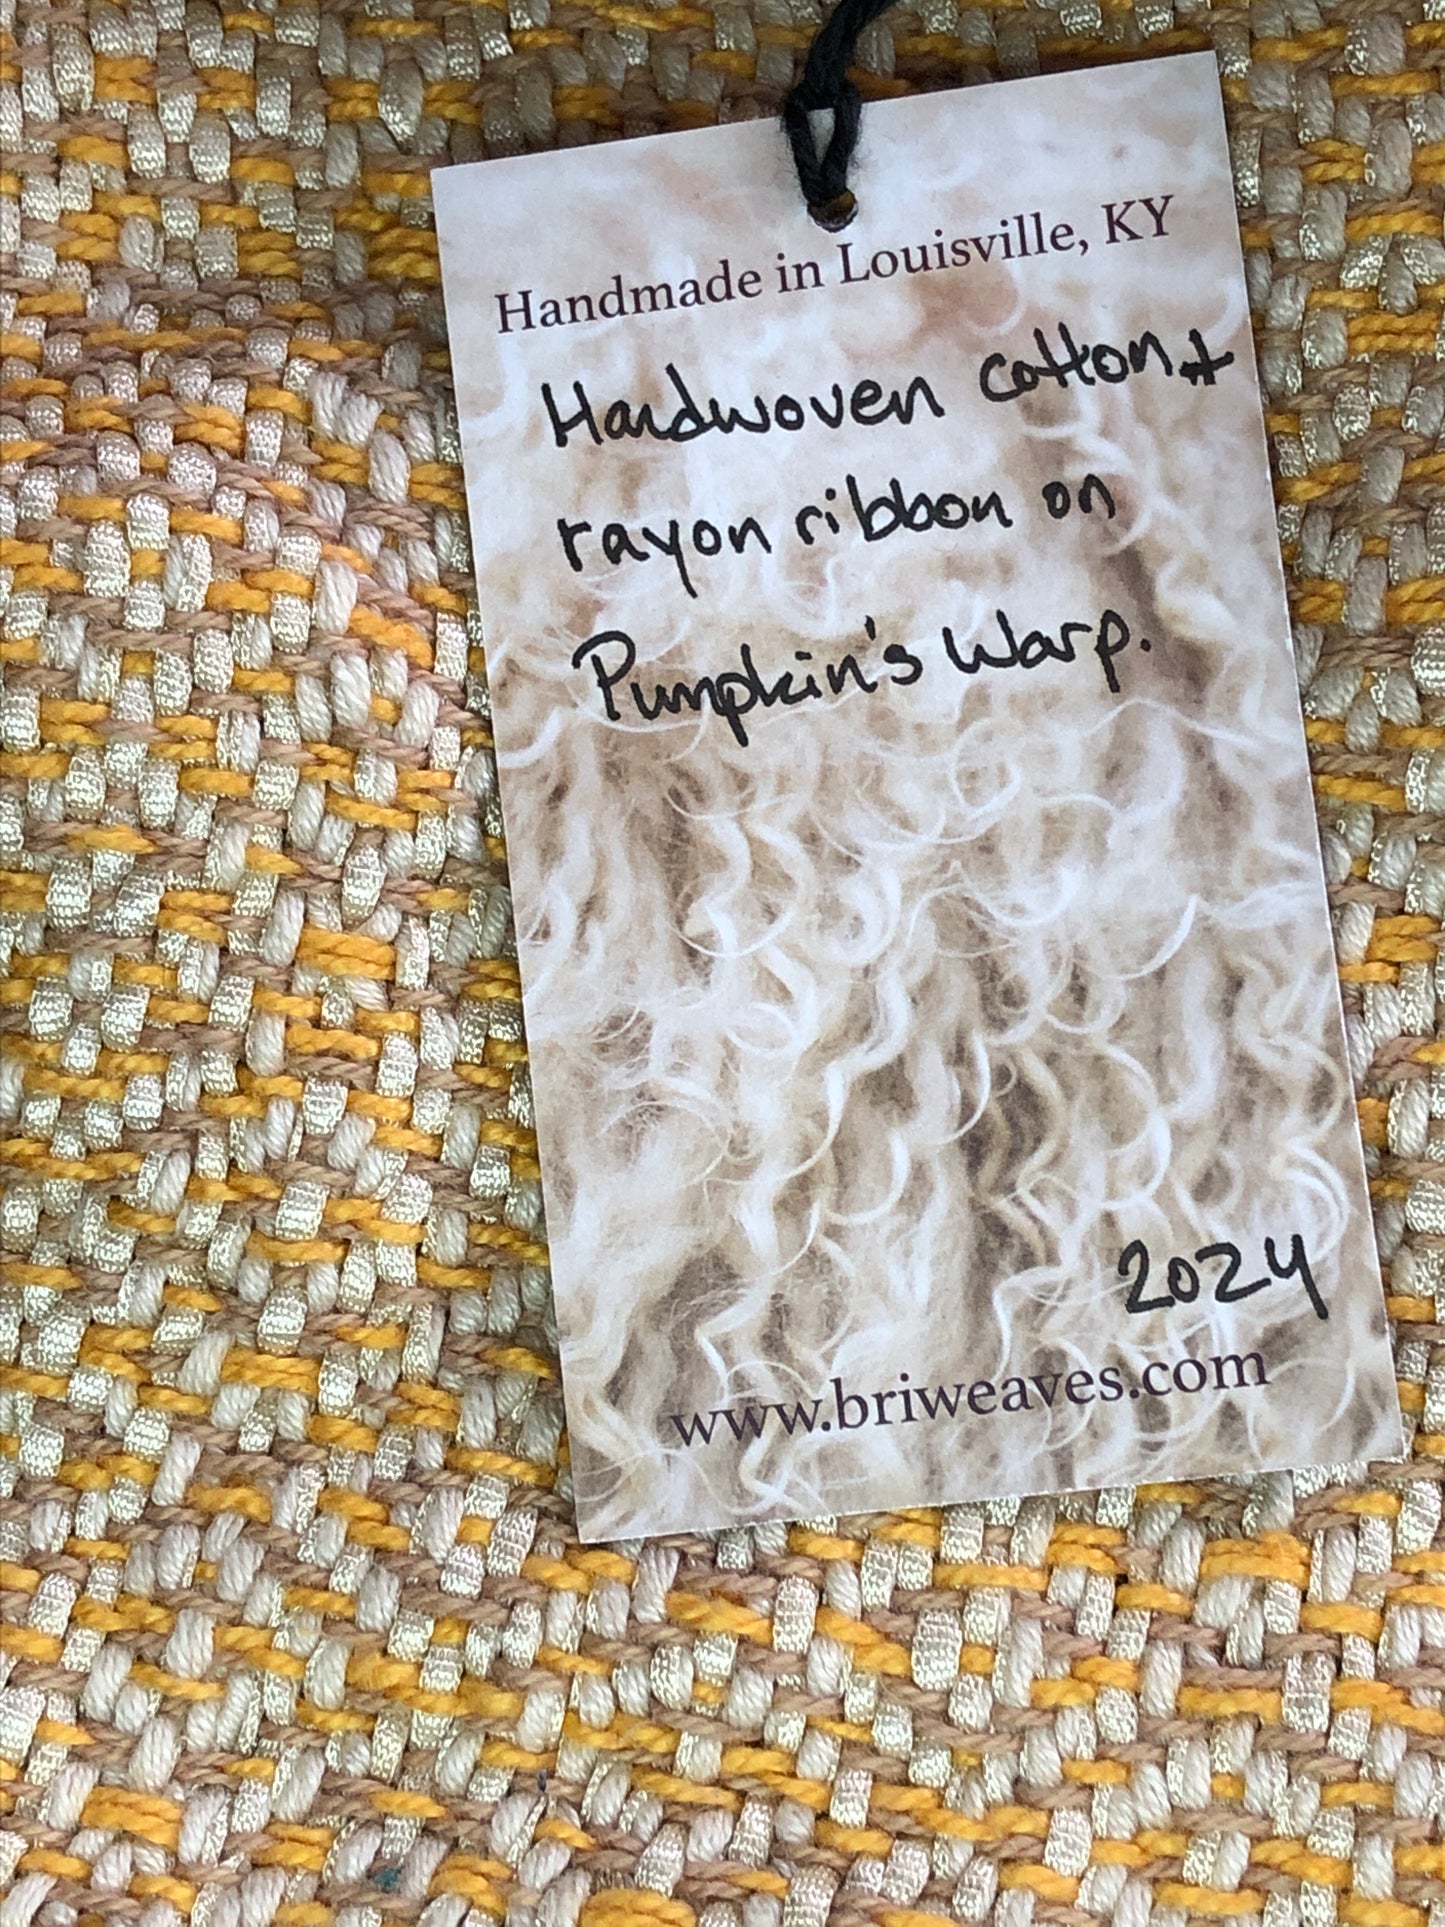 Handmade in Louisville, KY
Handwoven cotton +
rayon ribbon on
Pumpkin's Warp.
2024
www.briweaves.com